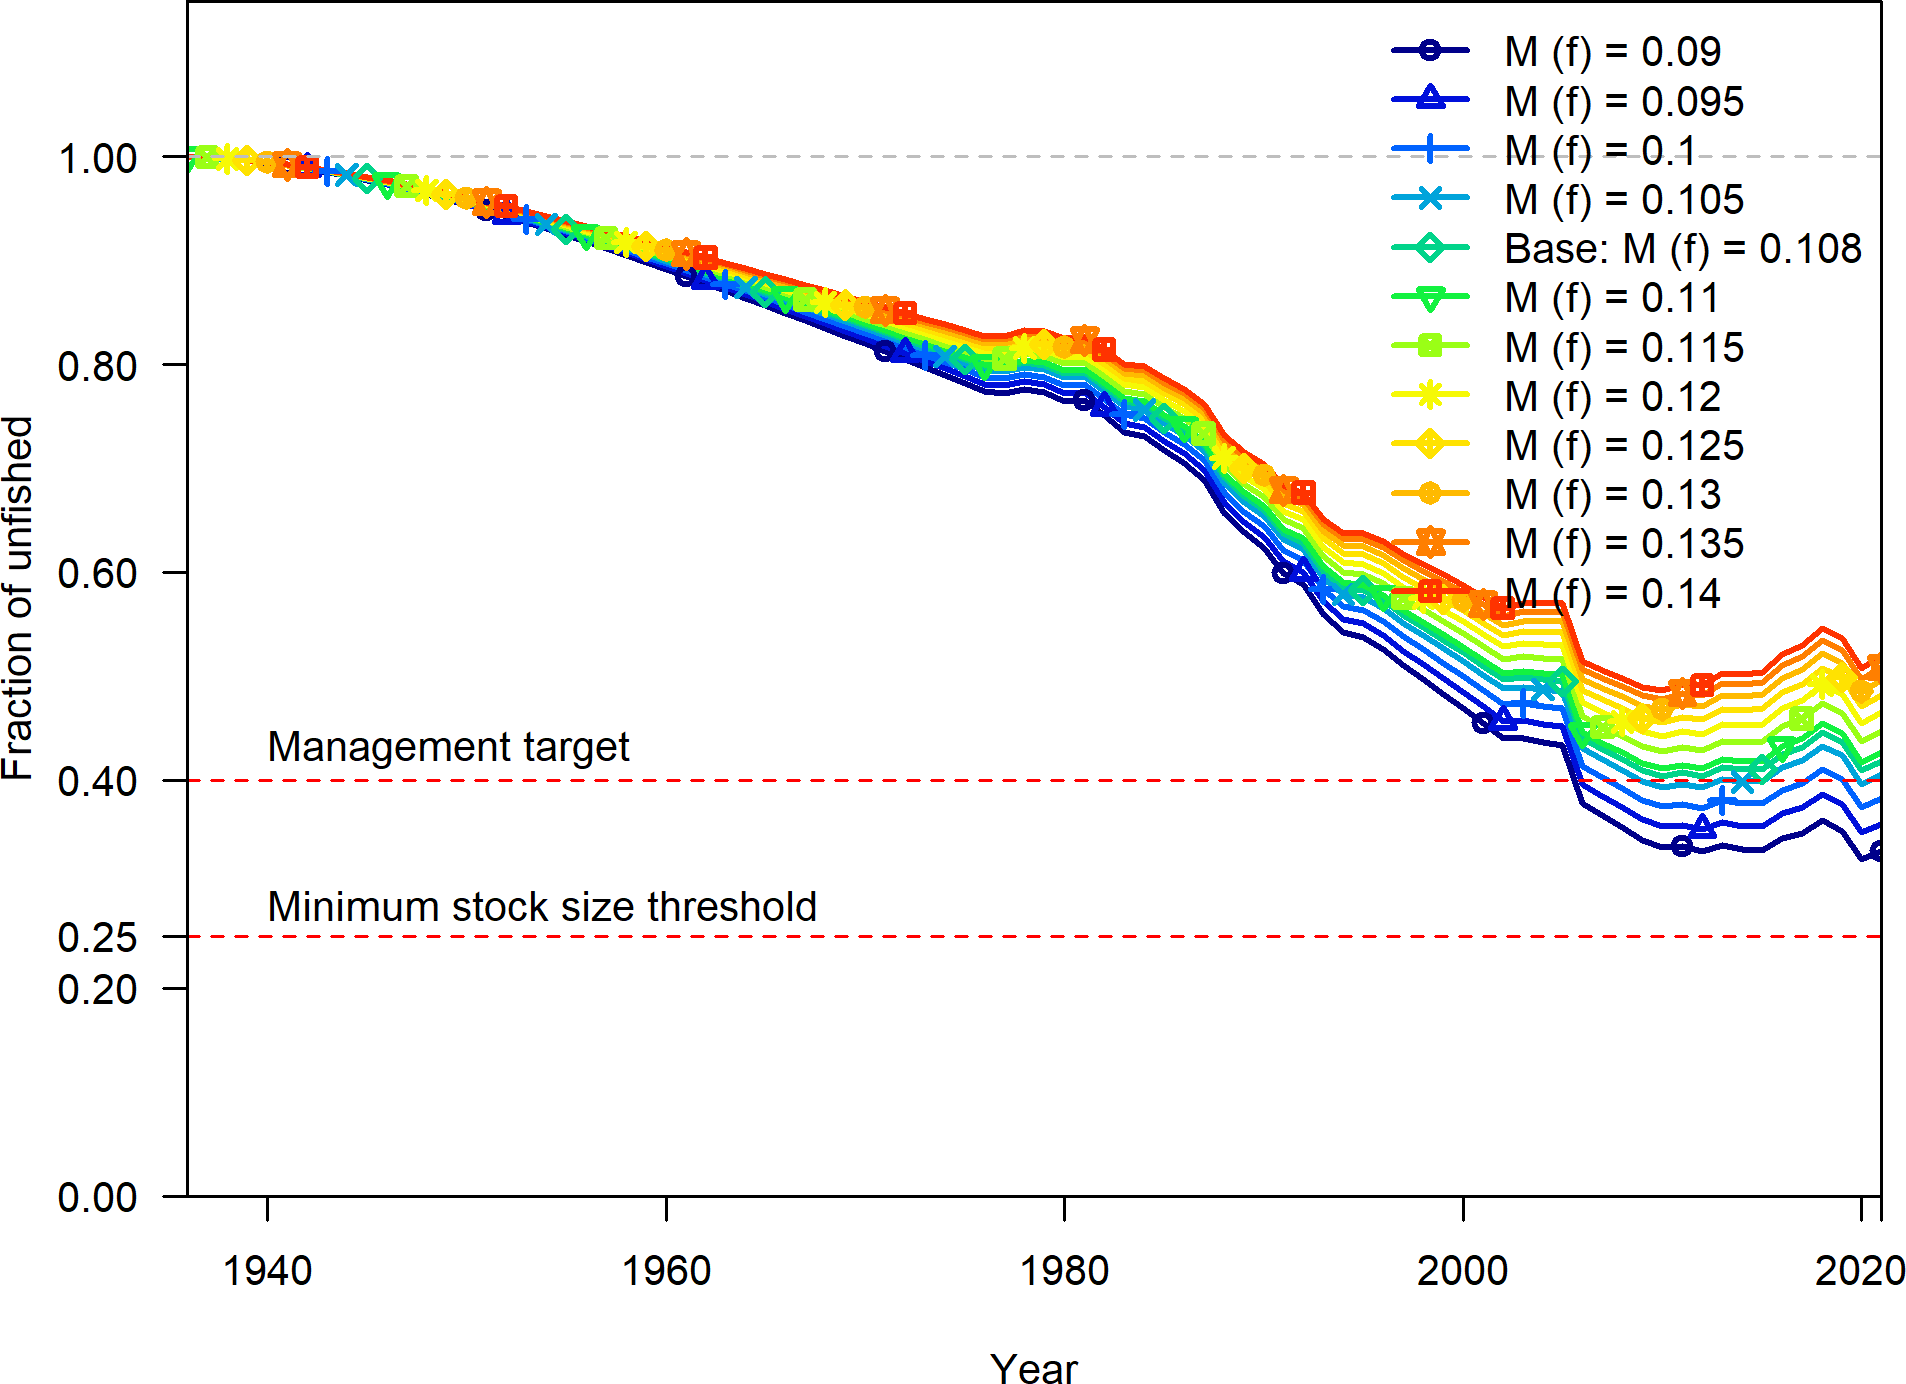 M (f) = 0.09
M (f) = 0.095
M (f) = 0.1
M (f) = 0.105
Base: M (f) = 0.108
M (f) = 0.11
M (f) = 0.115
M (f) = 0.12
M (f) = 0.125
M (f) = 0.13
M (f) = 0.135
M (f) = 0.14
Fraction of unfished
1.00
0.80
0.60
0.40
0.25
0.20
0.00
Management target
Minimum stock size threshold
1940 1960 1980 2000 2020
Year